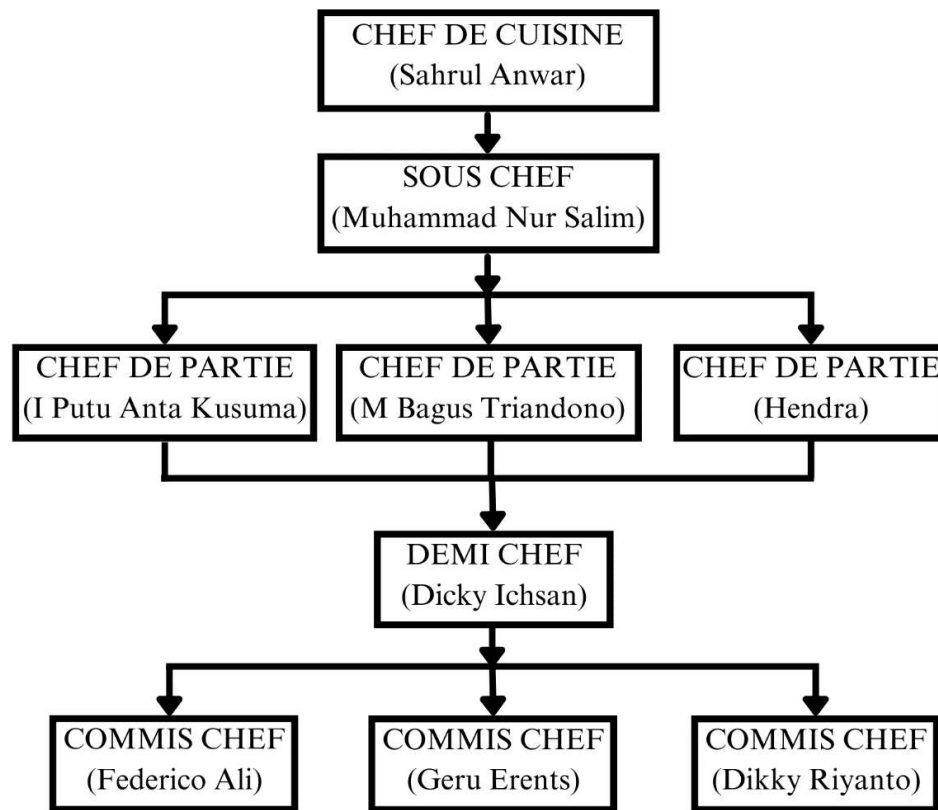 CHEF DE CUISINE
(Sahrul Anwar)
SOUS CHEF
(Muhammad Nur Salim)
CHEF DE PARTIE
(I Putu Anta Kusuma)
CHEF DE PARTIE
(M Bagus Triandono)
CHEF DE PARTIE
(Hendra)
DEMI CHEF
(Dicky Ichsan)
COMMIS CHEF
(Federico Ali)
COMMIS CHEF
(Geru Erents)
COMMIS CHEF
(Dikky Riyanto)